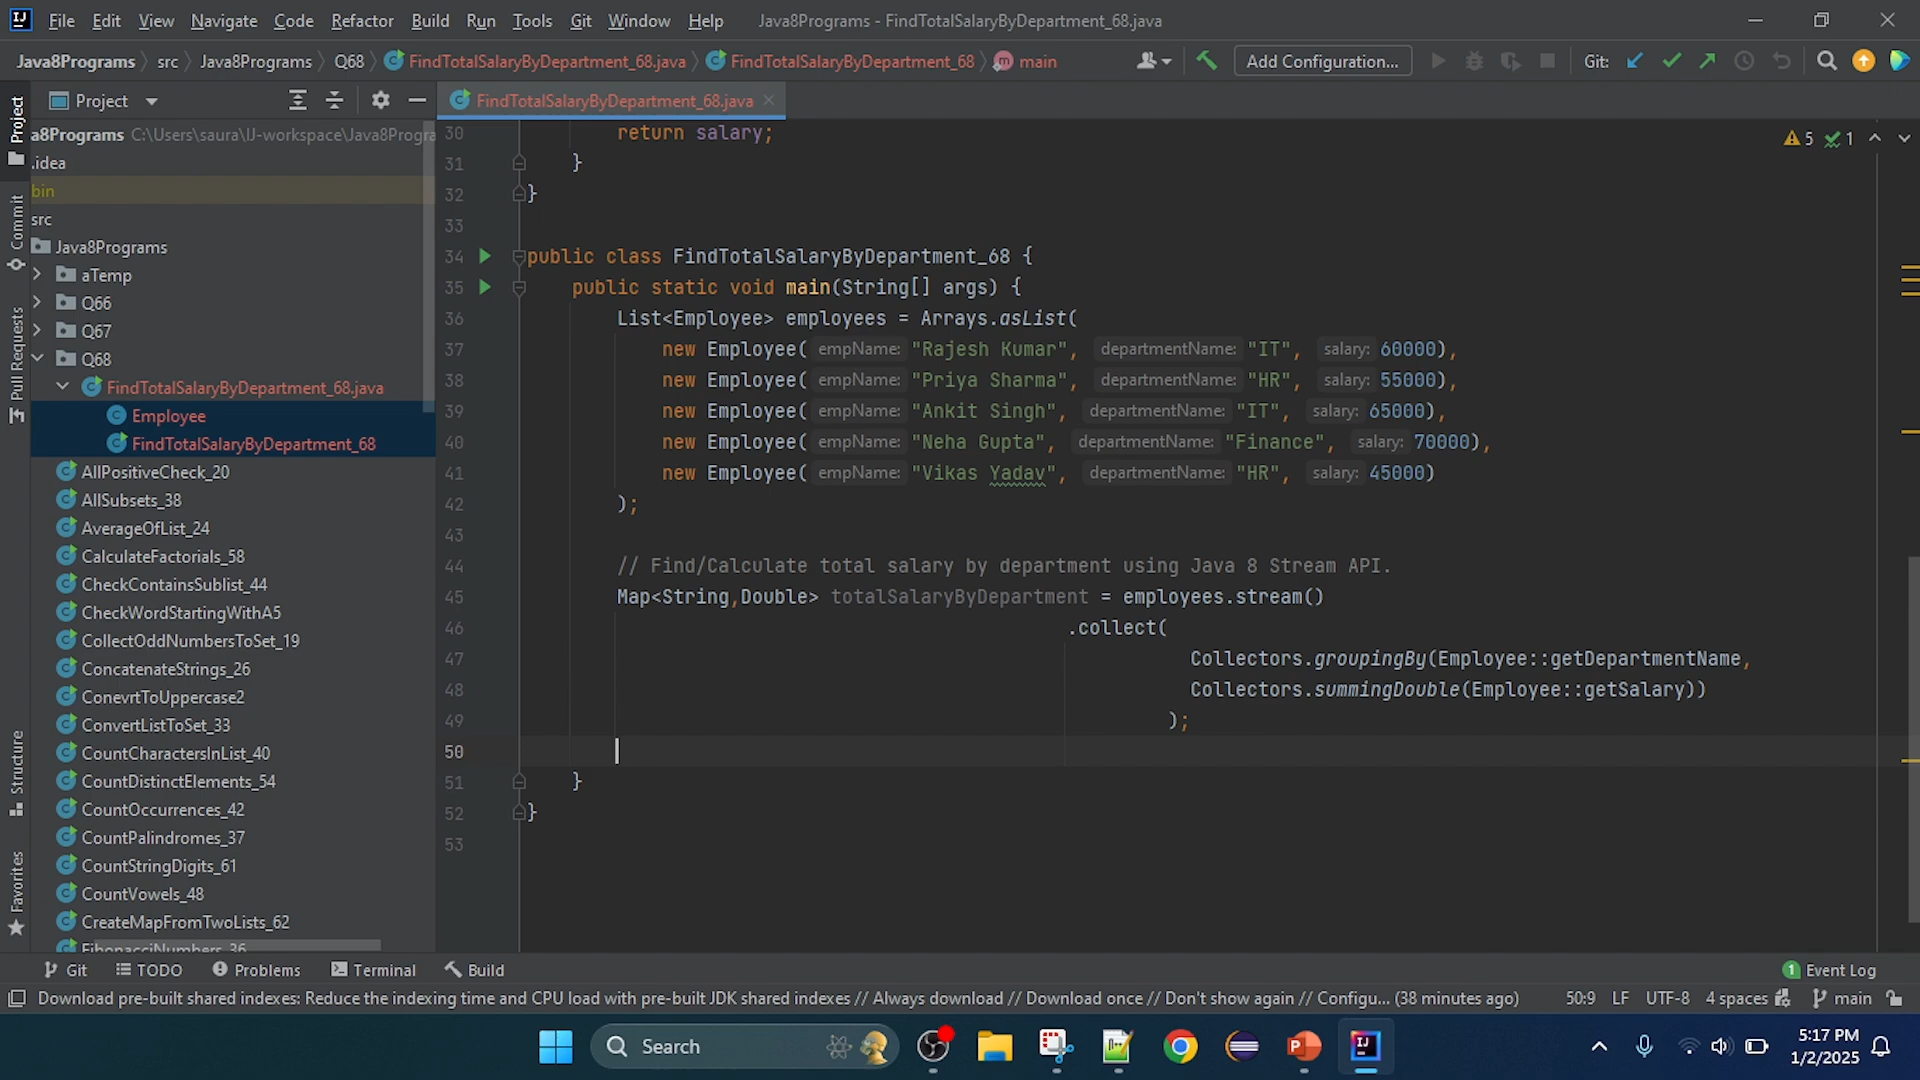 File Edit View Navigate Code Refactor Build Run Tools Git Window Help Java8Programs - FindTotalSalaryByDepartment_68.java
Java8Programs src Java8Programs Q68 FindTotalSalaryByDepartment_68.java FindTotalSalaryByDepartment_68 m main Add Configuration... Git:
Project
Commit
Pull Requests
Structure
Favorites
Project
a8Programs C:\Users\saura\IJ-workspace\Java8Progra
.idea
bin
src
Java8Programs
aTemp
Q66
Q67
Q68
FindTotalSalaryByDepartment_68.java
Employee
FindTotalSalaryByDepartment_68
AllPositiveCheck_20
AllSubsets_38
AverageOfList_24
CalculateFactorials_58
CheckContainsSublist_44
CheckWordStartingWithA5
CollectOddNumbersToSet_19
ConcatenateStrings_26
ConevrtToUppercase2
ConvertListToSet_33
CountCharactersInList_40
CountDistinctElements_54
CountOccurrences_42
CountPalindromes_37
CountStringDigits_61
CountVowels_48
CreateMapFromTwoLists_62
FibonacciNumbers_36
FindTotalSalaryByDepartment_68.java
5 1
30 return salary;
31 }
32 }
33
34 public class FindTotalSalaryByDepartment_68 {
35 public static void main(String[] args) {
36 List<Employee> employees = Arrays.asList(
37 new Employee( empName: "Rajesh Kumar", departmentName: "IT", salary: 60000),
38 new Employee( empName: "Priya Sharma", departmentName: "HR", salary: 55000),
39 new Employee( empName: "Ankit Singh", departmentName: "IT", salary: 65000),
40 new Employee( empName: "Neha Gupta", departmentName: "Finance", salary: 70000),
41 new Employee( empName: "Vikas Yadav", departmentName: "HR", salary: 45000)
42 );
43
44 // Find/Calculate total salary by department using Java 8 Stream API.
45 Map<String,Double> totalSalaryByDepartment = employees.stream()
46 .collect(
47 Collectors.groupingBy(Employee::getDepartmentName,
48 Collectors.summingDouble(Employee::getSalary))
49 );
50
51 }
52 }
53
Git TODO Problems Terminal Build 1 Event Log
Download pre-built shared indexes: Reduce the indexing time and CPU load with pre-built JDK shared indexes // Always download // Download once // Don't show again // Configu... (38 minutes ago) 50:9 LF UTF-8 4 spaces main
Search
5:17 PM
1/2/2025